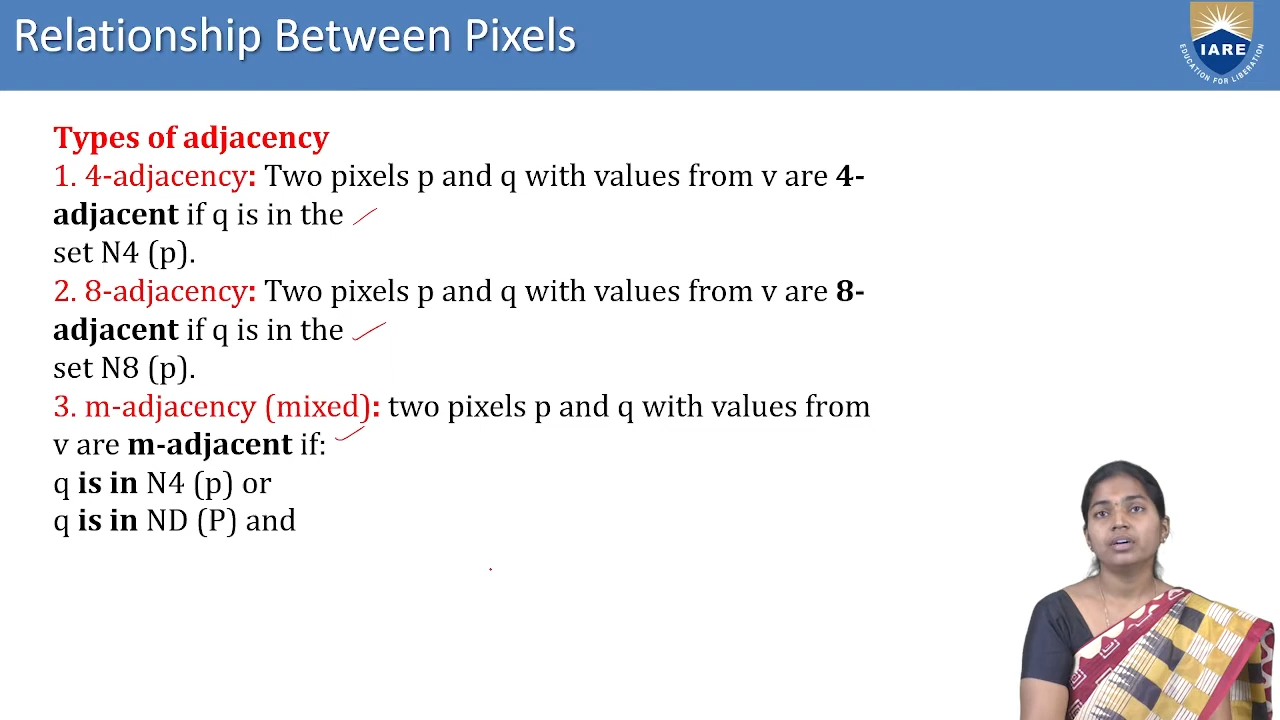 Relationship Between Pixels
IARE
EDUCATION FOR LIBERATION
Types of adjacency
1. 4-adjacency: Two pixels p and q with values from v are 4-
adjacent if q is in the
set N4 (p).
2. 8-adjacency: Two pixels p and q with values from v are 8-
adjacent if q is in the
set N8 (p).
3. m-adjacency (mixed): two pixels p and q with values from
v are m-adjacent if:
q is in N4 (p) or
q is in ND (P) and